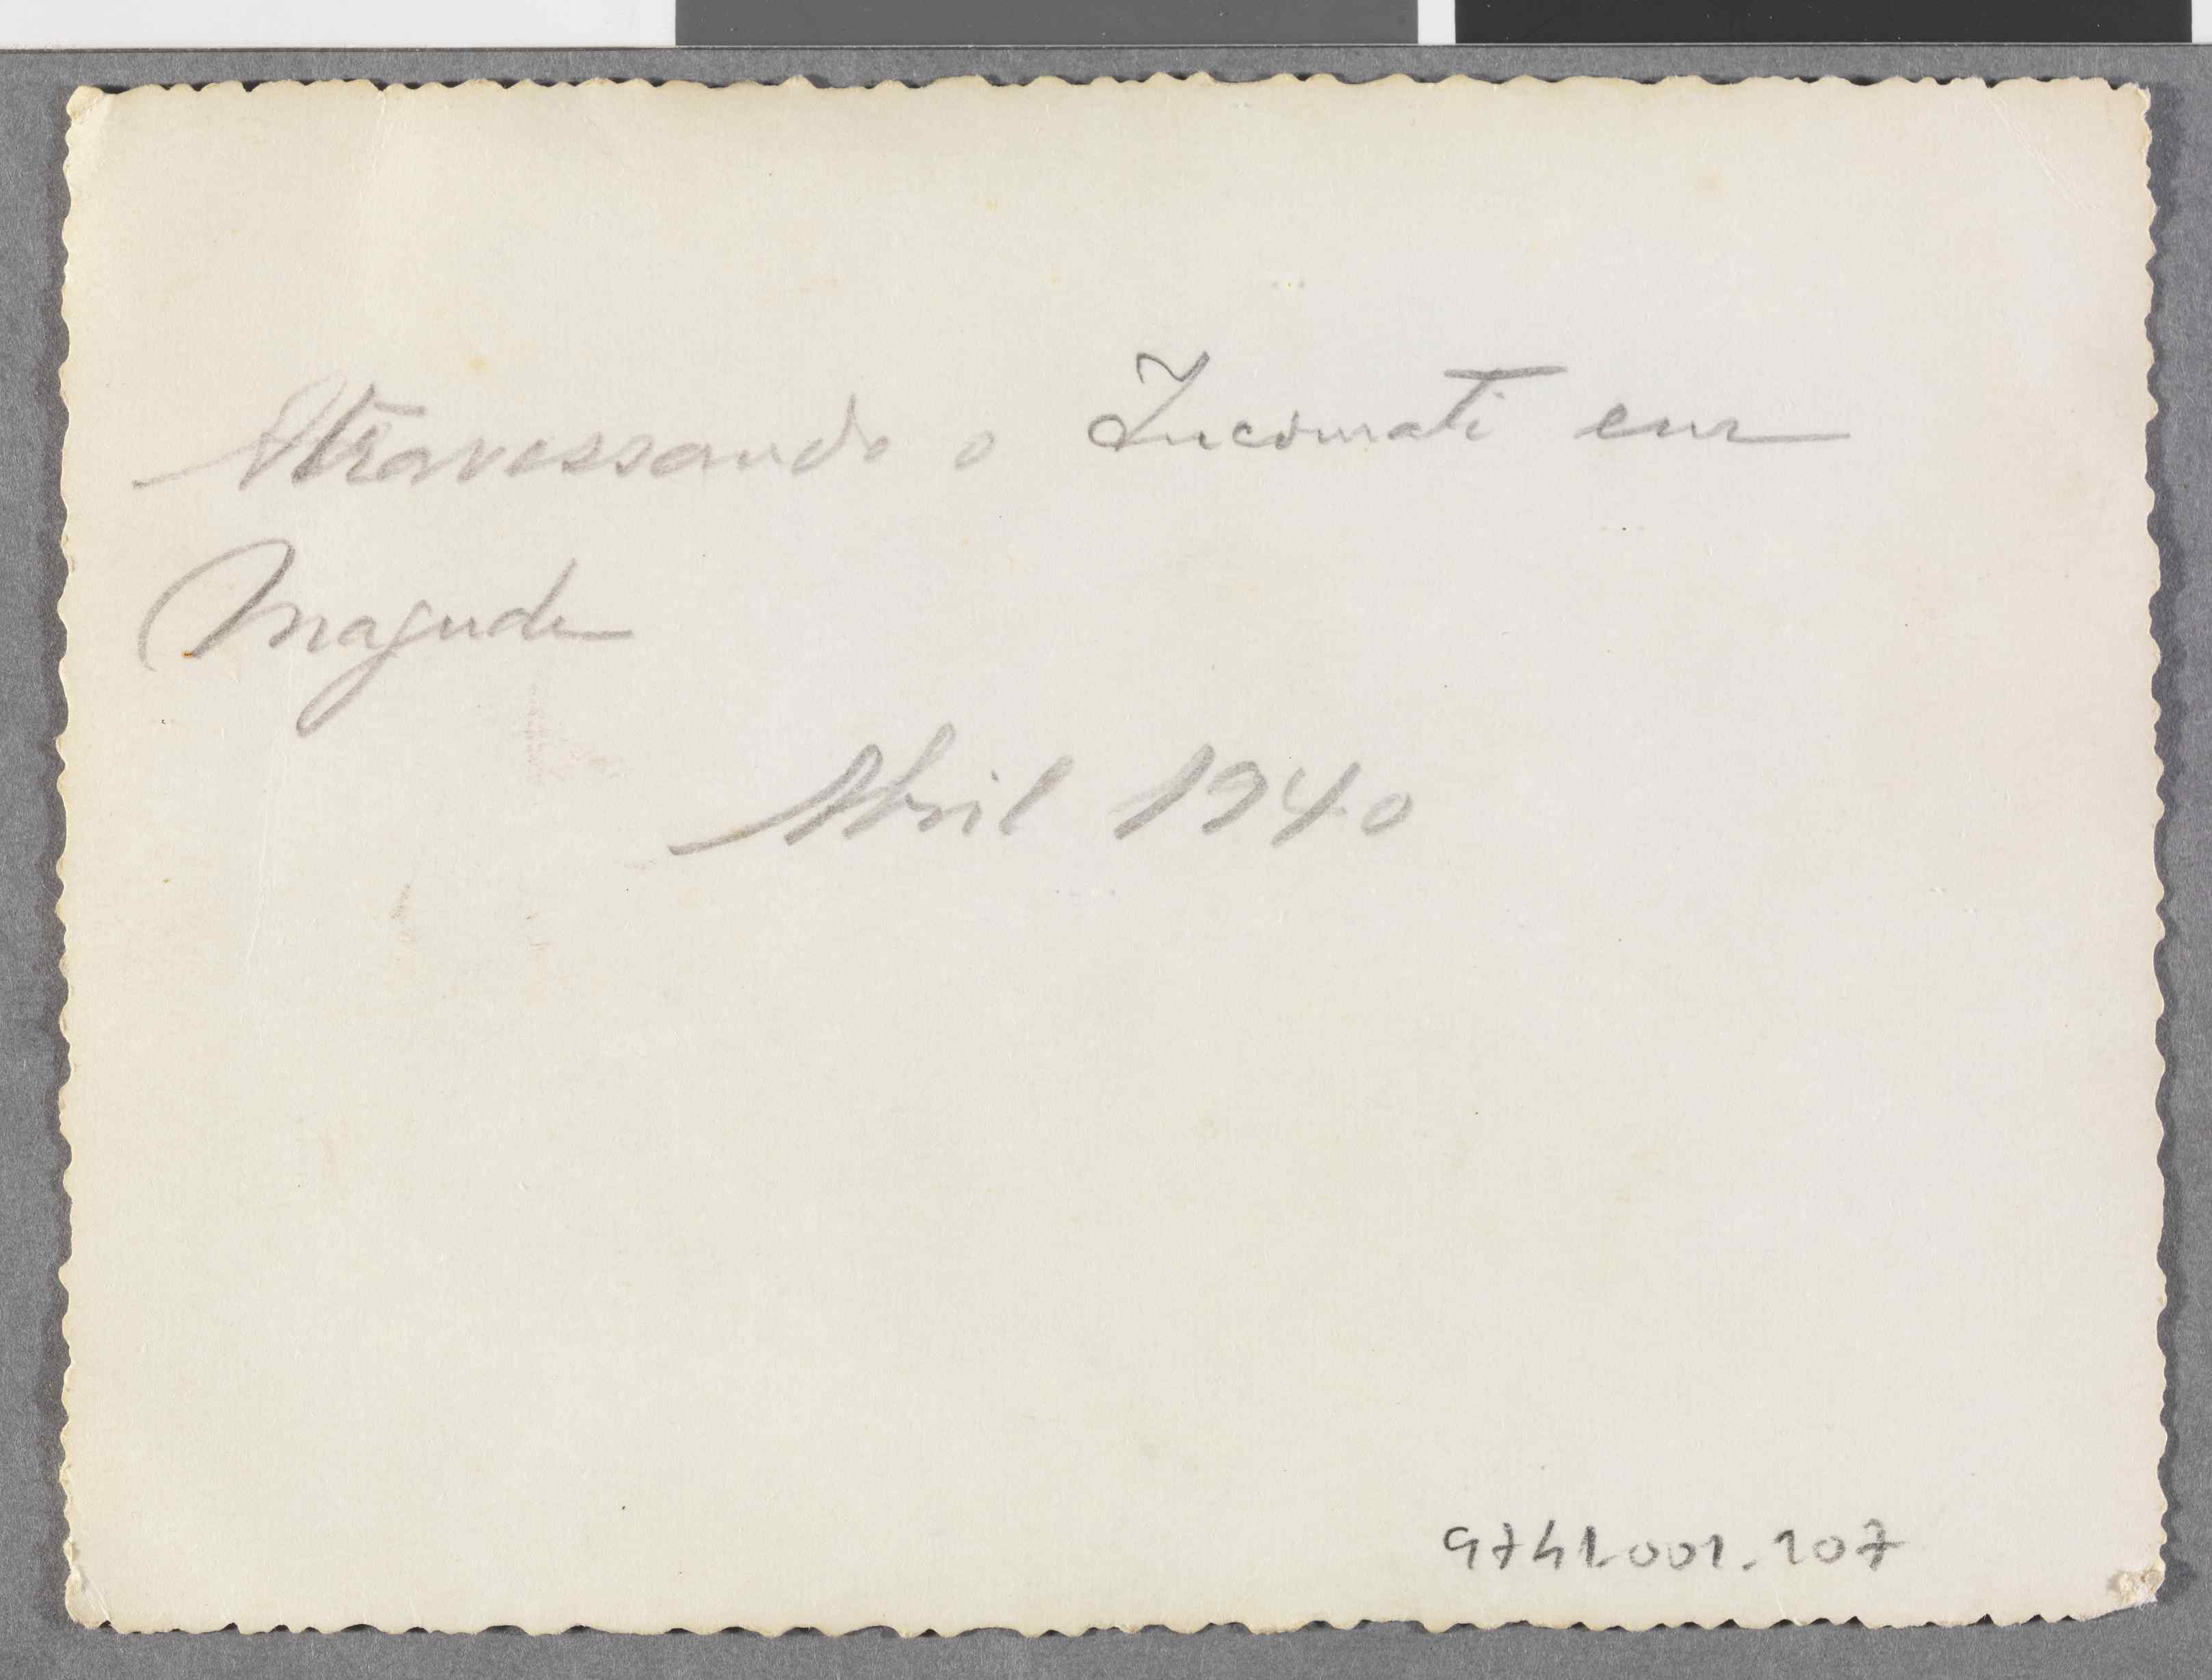 Atravessando o Incomati em
Magude
Abril 1940
9741.001.107